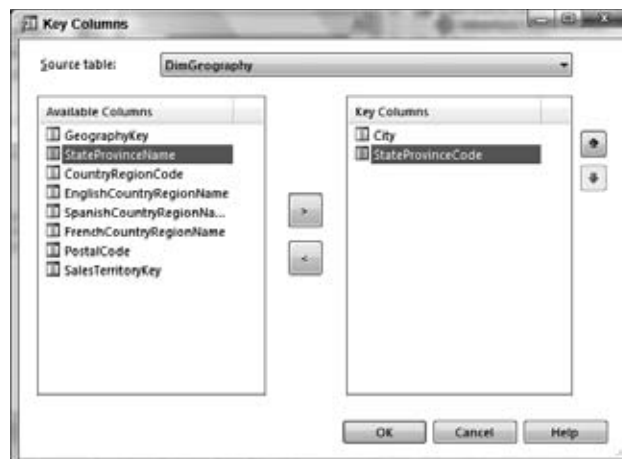 Key Columns
Source table: DimGeography
Available Columns
GeographyKey
StateProvinceName
CountryRegionCode
EnglishCountryRegionName
SpanishCountryRegionNa...
FrenchCountryRegionName
PostalCode
SalesTerritoryKey
>
<
Key Columns
City
StateProvinceCode
OK Cancel Help